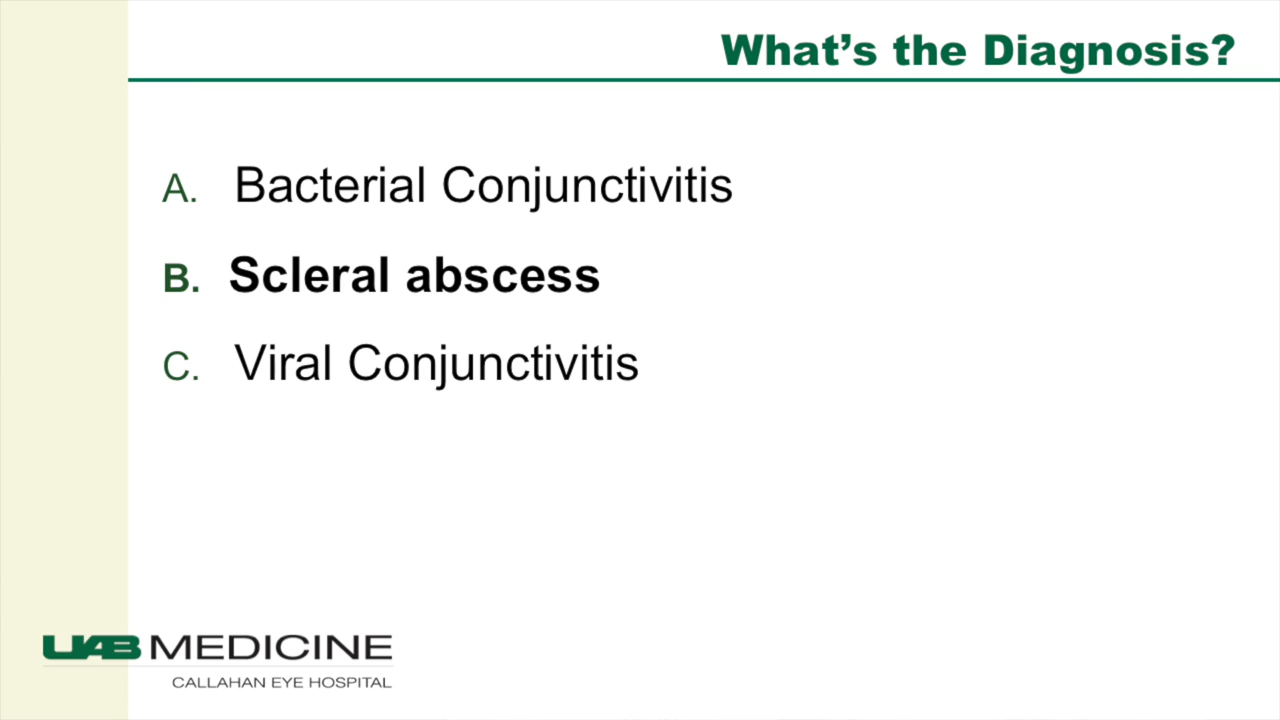 What's the Diagnosis?
A. Bacterial Conjunctivitis
B. Scleral abscess
C. Viral Conjunctivitis
UAB MEDICINE
CALLAHAN EYE HOSPITAL